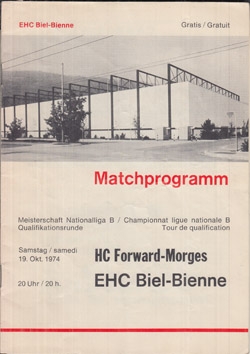 EHC Biel-Bienne Gratis / Gratuit
Matchprogramm
Meisterschaft Nationalliga B / Championnat ligue nationale B
Qualifikationsrunde Tour de qualification
Samstag / samedi
19. Okt. 1974
HC Forward-Morges
20 Uhr / 20 h.
EHC Biel-Bienne